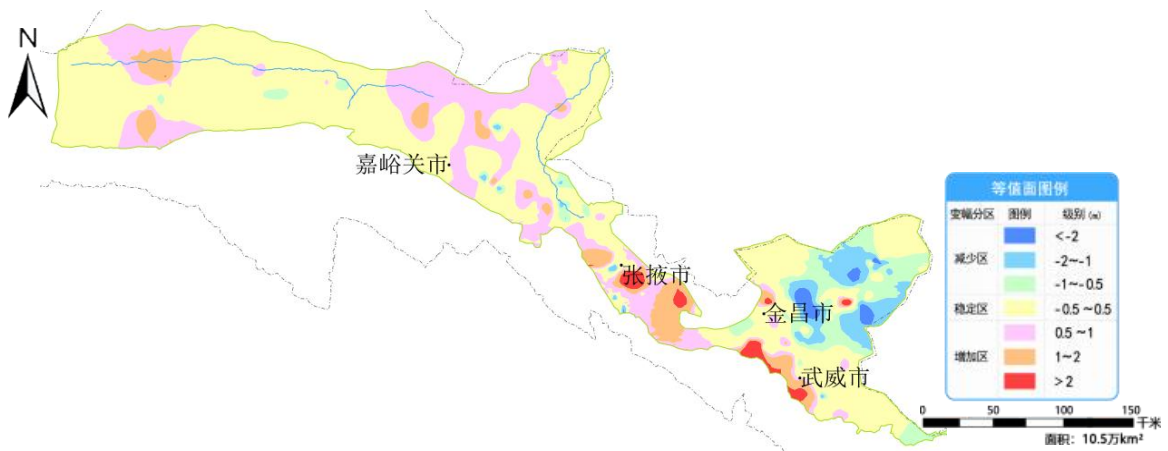 N
嘉峪关市
张掖市
金昌市
武威市
等值面图例
变幅分区 图例 级别 (m)
减少区
<-2
-2~-1
-1~-0.5
稳定区 -0.5~0.5
增加区
0.5~1
1~2
>2
0 50 100 150
千米
面积：10.5万km²